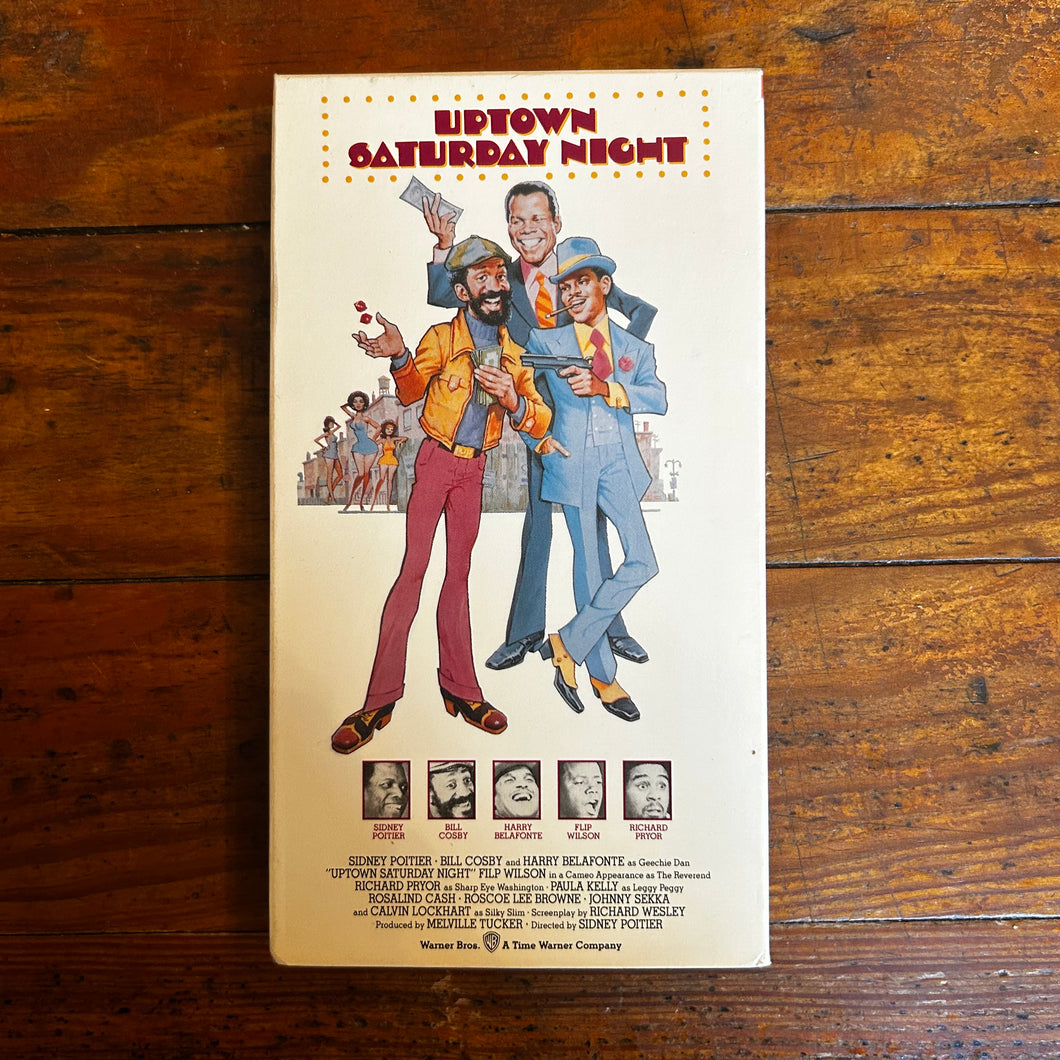 UPTOWN
SATURDAY NIGHT
SIDNEY POITIER
BILL COSBY
HARRY BELAFONTE
FLIP WILSON
RICHARD PRYOR
SIDNEY POITIER · BILL COSBY and HARRY BELAFONTE as Geechie Dan
"UPTOWN SATURDAY NIGHT" FILP WILSON in a Cameo Appearance as The Reverend
RICHARD PRYOR as Sharp Eye Washington · PAULA KELLY as Leggy Peggy
ROSALIND CASH · ROSCOE LEE BROWNE · JOHNNY SEKKA
and CALVIN LOCKHART as Silky Slim · Screenplay by RICHARD WESLEY
Produced by MELVILLE TUCKER · Directed by SIDNEY POITIER
Warner Bros. WB A Time Warner Company